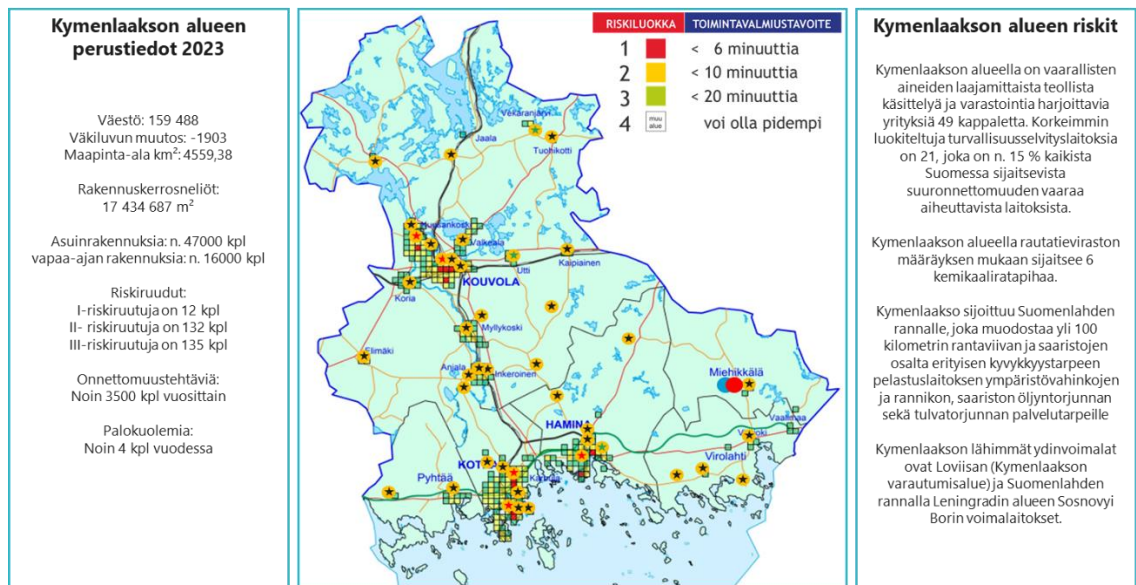 Kymenlaakson alueen
perustiedot 2023
Väestö: 159 488
Väkiluvun muutos: -1903
Maapinta-ala km²: 4559,38
Rakennuskerrosneliöt:
17 434 687 m²
Asuinrakennuksia: n. 47000 kpl
vapaa-ajan rakennuksia: n. 16000 kpl
Riskiruudut:
I-riskiruutuja on 12 kpl
II- riskiruutuja on 132 kpl
III-riskiruutuja on 135 kpl
Onnettomuustehtäviä:
Noin 3500 kpl vuosittain
Palokuolemia:
Noin 4 kpl vuodessa
RISKILUOKKA TOIMINTAVALMIUSTAVOITE
1 < 6 minuuttia
2 < 10 minuuttia
3 < 20 minuuttia
4 muu alue voi olla pidempi
Vekaranjärvi
Jaala
Tuohikotti
Valkeala
Utti
Kaipiainen
KOUVOLA
Koria
Myllykoski
Elimäki
Anjala
Inkeroinen
Miehikkälä
HAMINA
Vaalimaa
Virolahti
Pyhtää
Kymenlaakson alueen riskit
Kymenlaakson alueella on vaarallisten
aineiden laajamittaista teollista
käsittelyä ja varastointia harjoittavia
yrityksiä 49 kappaletta. Korkeimmin
luokiteltuja turvallisuusselvityslaitoksia
on 21, joka on n. 15 % kaikista
Suomessa sijaitsevista
suuronnettomuuden vaaraa
aiheuttavista laitoksista.
Kymenlaakson alueella rautatieviraston
määräyksen mukaan sijaitsee 6
kemikaaliratapihaa.
Kymenlaakso sijoittuu Suomenlahden
rannalle, joka muodostaa yli 100
kilometrin rantaviivan ja saaristojen
osalta erityisen kyvykkyystarpeen
pelastuslaitoksen ympäristövahinkojen
ja rannikon, saariston öljyntorjunnan
sekä tulvatorjunnan palvelutarpeille
Kymenlaakson lähimmät ydinvoimalat
ovat Loviisan (Kymenlaakson
varautumisalue) ja Suomenlahden
rannalla Leningradin alueen Sosnovyi
Borin voimalaitokset.